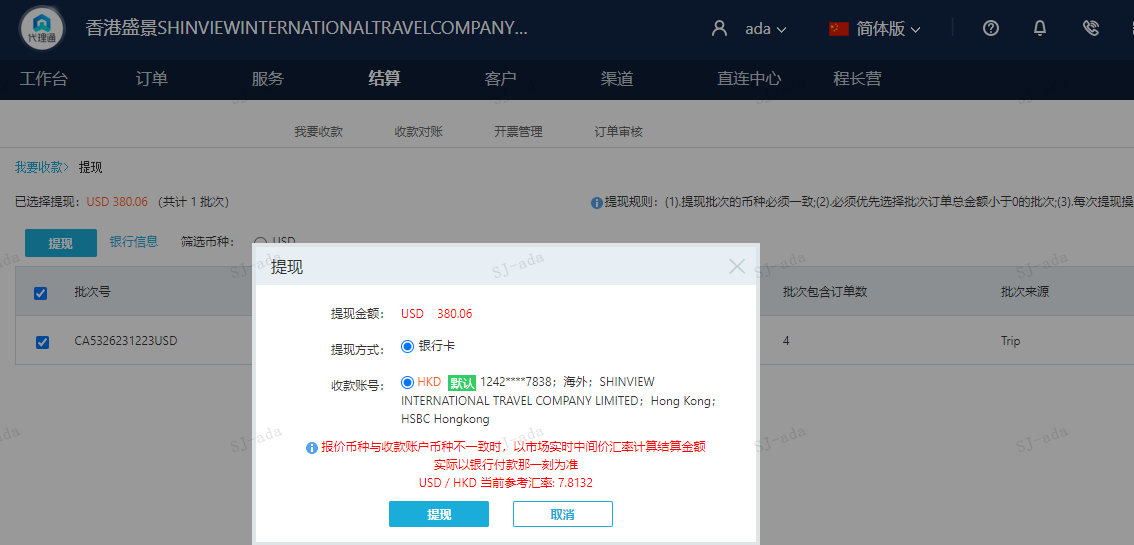 代理通 香港盛景SHINVIEWINTERNATIONALTRAVELCOMPANY... ada 简体版
工作台 订单 服务 结算 客户 渠道 直连中心 程长营
我要收款 收款对账 开票管理 订单审核
我要收款> 提现
已选择提现：USD 380.06 (共计 1 批次) 提现规则：(1).提现批次的币种必须一致;(2).必须优先选择批次订单总金额小于0的批次;(3).每次提现操
提现 银行信息 筛选币种： USD
批次号 批次包含订单数 批次来源
CA5326231223USD 4 Trip
提现
提现金额： USD 380.06
提现方式： 银行卡
收款账号： HKD 默认 1242****7838；海外；SHINVIEW
INTERNATIONAL TRAVEL COMPANY LIMITED；Hong Kong；
HSBC Hongkong
报价币种与收款账户币种不一致时，以市场实时中间价汇率计算结算金额
实际以银行付款那一刻为准
USD / HKD 当前参考汇率: 7.8132
提现 取消
SJ-ada SJ-ada SJ-ada SJ-ada
SJ-ada SJ-ada SJ-ada